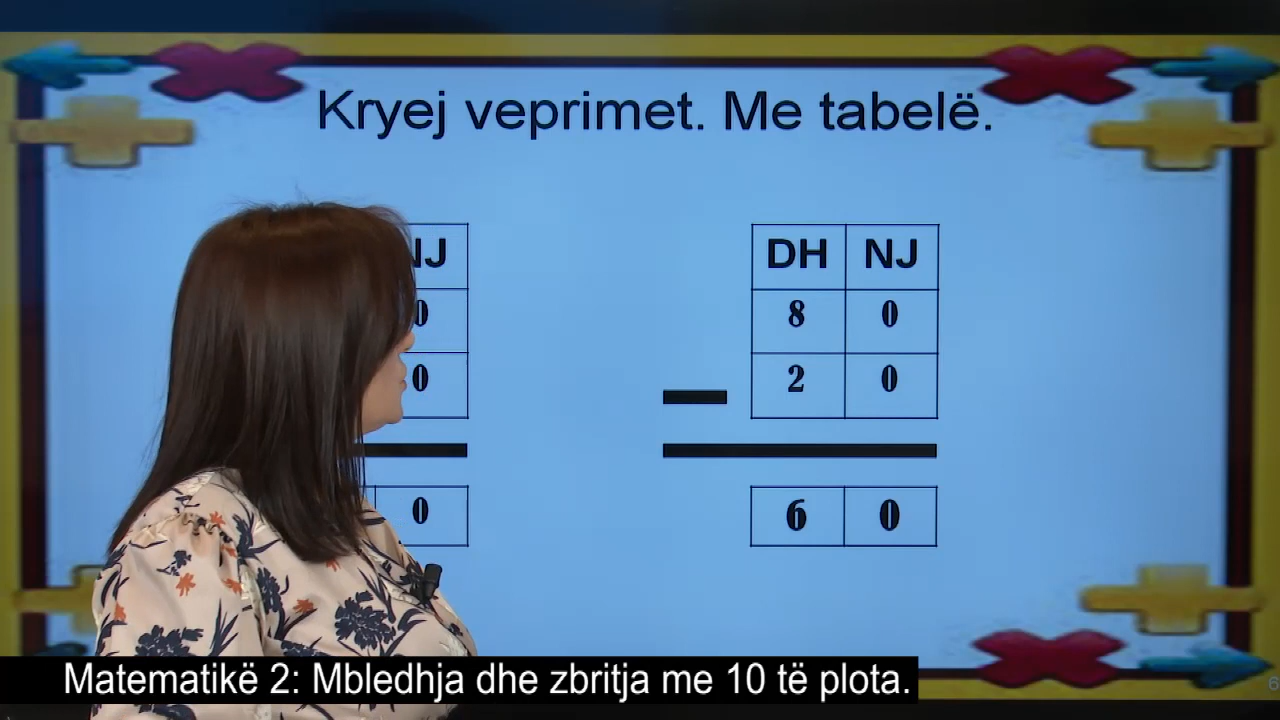 Kryej veprimet. Me tabelë.
NJ
0
0
0
DH NJ
8 0
2 0
6 0
Matematikë 2: Mbledhja dhe zbritja me 10 të plota.
6